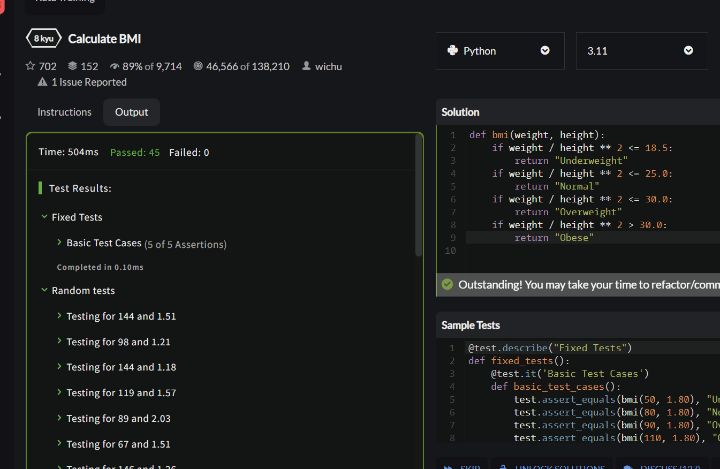 8 kyu Calculate BMI
702 152 89% of 9,714 46,566 of 138,210 wichu
1 Issue Reported
Instructions Output
Time: 504ms Passed: 45 Failed: 0
Test Results:
Fixed Tests
Basic Test Cases (5 of 5 Assertions)
Completed in 0.10ms
Random tests
Testing for 144 and 1.51
Testing for 98 and 1.21
Testing for 144 and 1.18
Testing for 119 and 1.57
Testing for 89 and 2.03
Testing for 67 and 1.51
Testing for 146 and 1.26
Python 3.11
Solution
1 def bmi(weight, height):
2 if weight / height ** 2 <= 18.5:
3 return "Underweight"
4 if weight / height ** 2 <= 25.0:
5 return "Normal"
6 if weight / height ** 2 <= 30.0:
7 return "Overweight"
8 if weight / height ** 2 > 30.0:
9 return "Obese"
10
Outstanding! You may take your time to refactor/comm
Sample Tests
1 @test.describe("Fixed Tests")
2 def fixed_tests():
3 @test.it('Basic Test Cases')
4 def basic_test_cases():
5 test.assert_equals(bmi(50, 1.80), "Un
6 test.assert_equals(bmi(80, 1.80), "No
7 test.assert_equals(bmi(90, 1.80), "Ov
8 test.assert_equals(bmi(110, 1.80), "O
SKIP UNLOCK SOLUTIONS DISCUSS